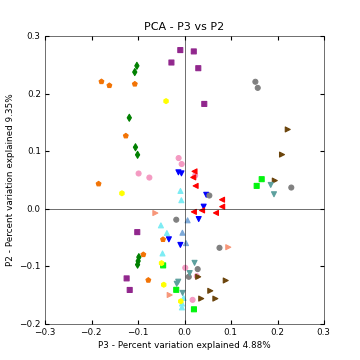 PCA - P3 vs P2
0.3
0.2
0.1
0.0
−0.1
−0.2
P2 - Percent variation explained 9.35%
−0.3 −0.2 −0.1 0.0 0.1 0.2 0.3
P3 - Percent variation explained 4.88%